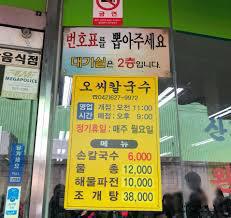 금연
번호표를 뽑아주세요
대기실은 2층입니다.
음식점
MEGAPOLICE
오씨칼국수
☎(042)627-9972
영업시간
개점 : 오전 11:00
폐점 : 오후 9:00
정기휴일 : 매주 월요일
메뉴
손칼국수 6,000
물총 12,000
해물파전 10,000
조개탕 38,000